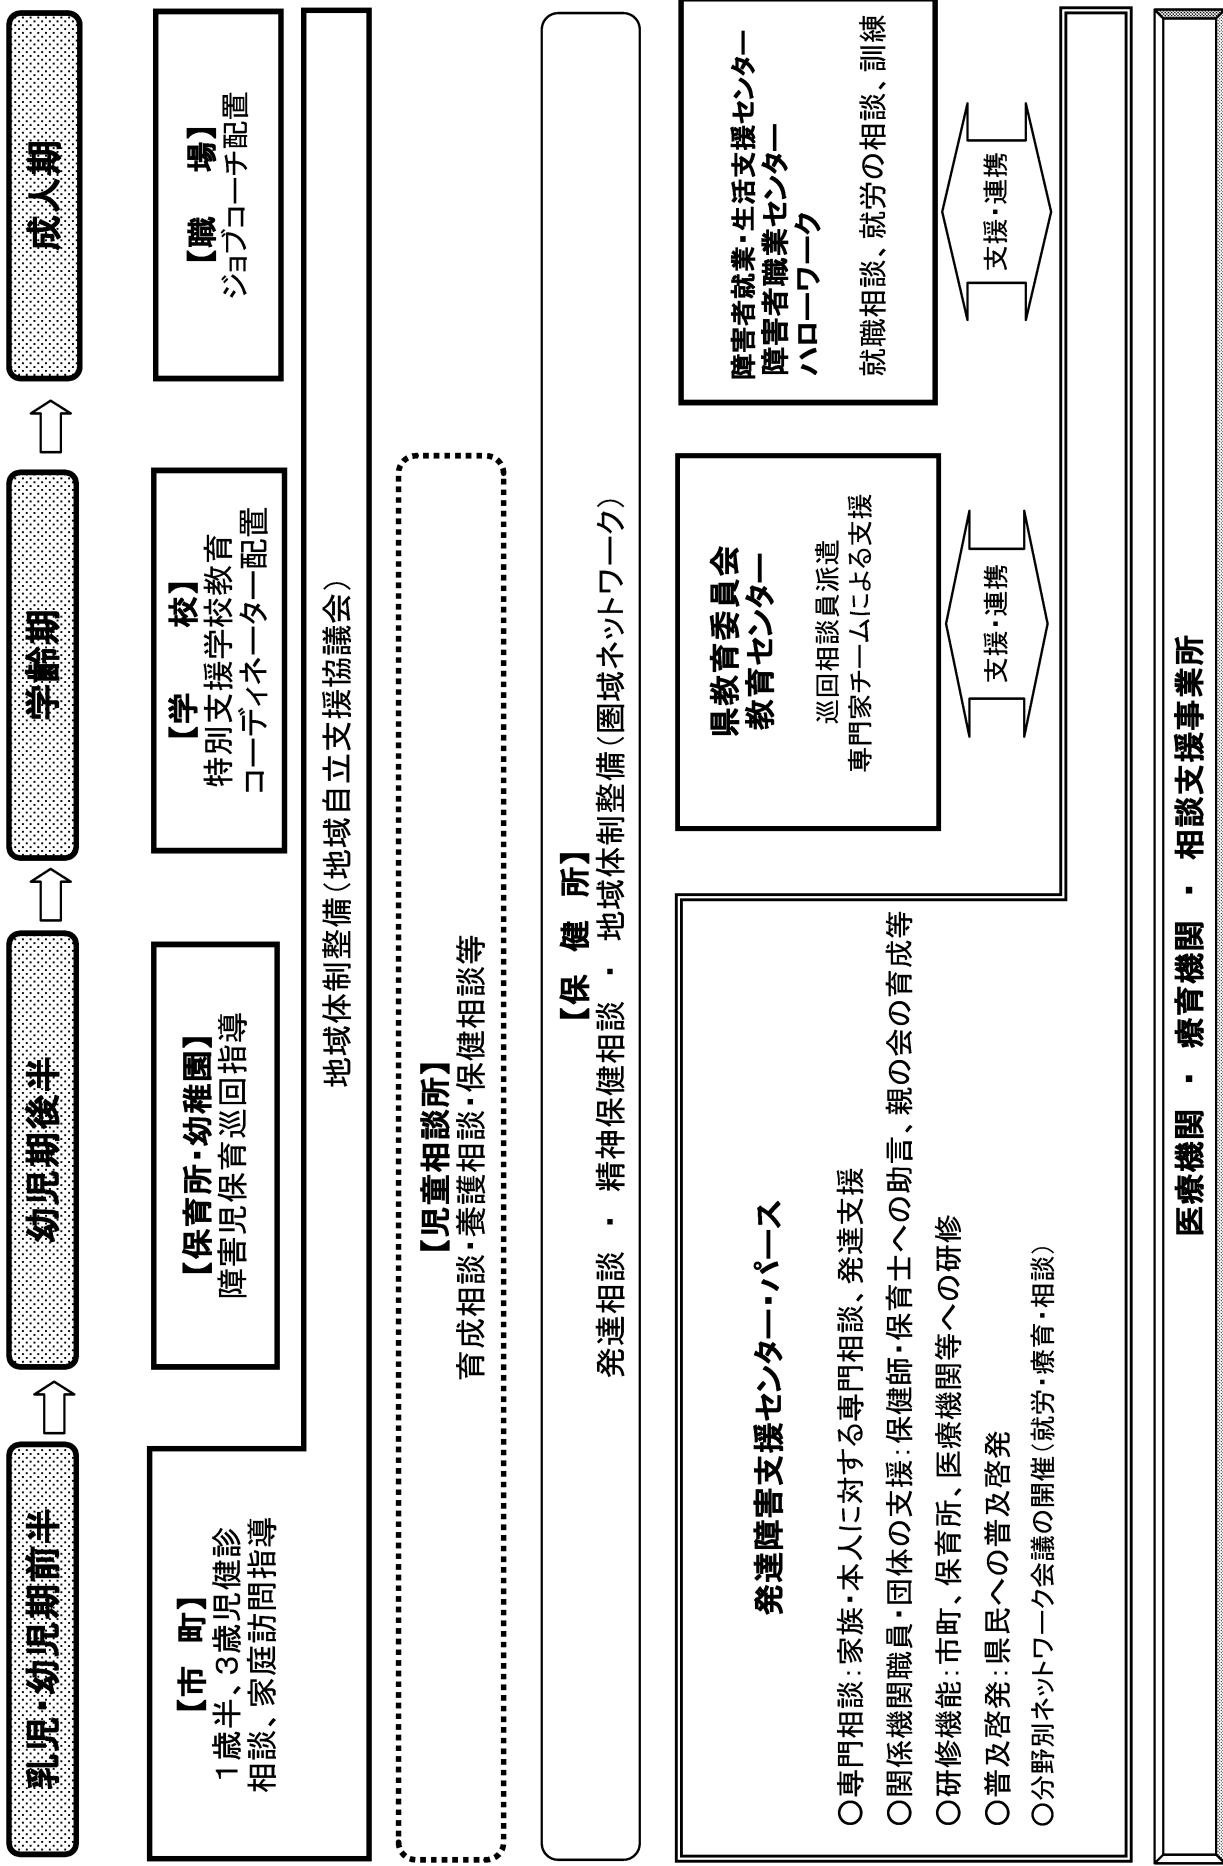 乳児・幼児期前半
幼児期後半
学齢期
成人期
【市　町】
１歳半、３歳児健診
相談、家庭訪問指導
【保育所・幼稚園】
障害児保育巡回指導
【学　校】
特別支援学校教育
コーディネーター配置
【職　場】
ジョブコーチ配置
地域体制整備（地域自立支援協議会）
【児童相談所】
育成相談・養護相談・保健相談等
【保　健　所】
発達相談　・　精神保健相談　・　地域体制整備（圏域ネットワーク）
発達障害支援センター・パース
○専門相談：家族・本人に対する専門相談、発達支援
○関係機関職員・団体の支援：保健師・保育士への助言、親の会の育成等
○研修機能：市町、保育所、医療機関等への研修
○普及啓発：県民への普及啓発
○分野別ネットワーク会議の開催（就労・療育・相談）
県教育委員会
教育センター
巡回相談員派遣
専門家チームによる支援
支援・連携
障害者就業・生活支援センター
障害者職業センター
ハローワーク
就職相談、就労の相談、訓練
支援・連携
医療機関　・　療育機関　・　相談支援事業所